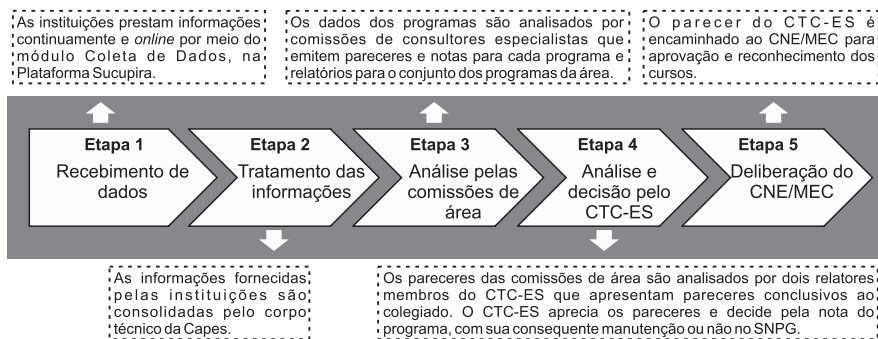 As instituições prestam informações
continuamente e online por meio do
módulo Coleta de Dados, na
Plataforma Sucupira.
Os dados dos programas são analisados por
comissões de consultores especialistas que
emitem pareceres e notas para cada programa e
relatórios para o conjunto dos programas da área.
O parecer do CTC-ES é
encaminhado ao CNE/MEC para
aprovação e reconhecimento dos
cursos.
Etapa 1
Recebimento de
dados
Etapa 2
Tratamento das
informações
Etapa 3
Análise pelas
comissões de
área
Etapa 4
Análise e
decisão pelo
CTC-ES
Etapa 5
Deliberação do
CNE/MEC
As informações fornecidas
pelas instituições são
consolidadas pelo corpo
técnico da Capes.
Os pareceres das comissões de área são analisados por dois relatores
membros do CTC-ES que apresentam pareceres conclusivos ao
colegiado. O CTC-ES aprecia os pareceres e decide pela nota do
programa, com sua consequente manutenção ou não no SNPG.